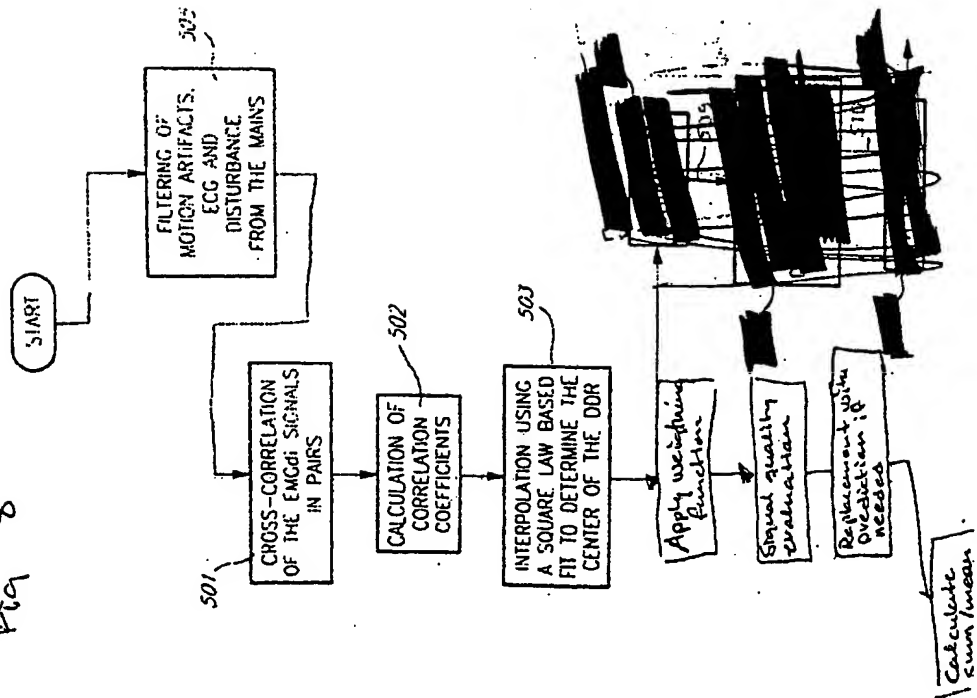 Fig 8
START
505
FILTERING OF
MOTION ARTIFACTS.
ECG AND
DISTURBANCE
FROM THE MAINS
501
CROSS-CORRELATION
OF THE EMGdi SIGNALS
IN PAIRS
502
CALCULATION OF
CORRELATION
COEFFICIENTS
503
INTERPOLATION USING
A SQUARE LAW BASED
FIT TO DETERMINE THE
CENTER OF THE DDR
Apply weighting
function
Signal quality
evaluation
Replacement with
prediction if
needed
Calculate
sum/mean